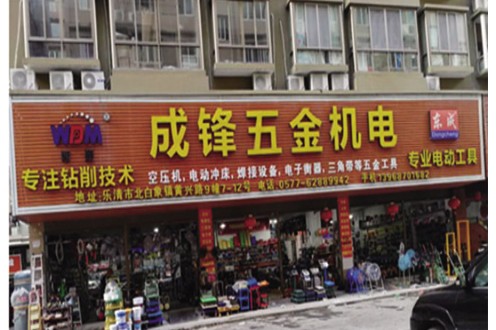 WDM
成锋五金机电
东成
Dongcheng
专注钻削技术
空压机,电动冲床,焊接设备,电子衡器,三角带等五金工具
专业电动工具
地址:乐清市北白象镇黄兴路9幢7-12号 电话:0577-62889942 手机: